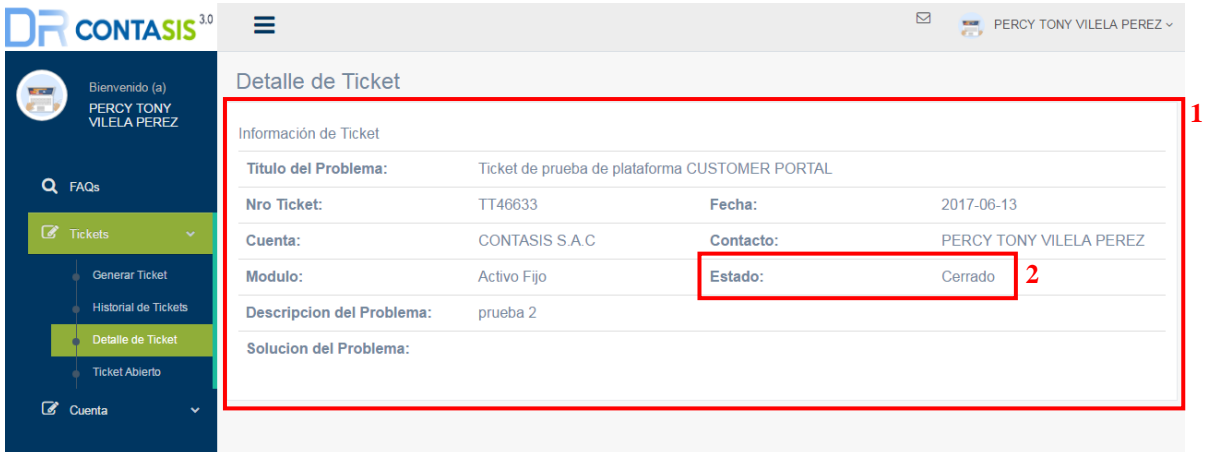 DR CONTASIS 3.0
PERCY TONY VILELA PEREZ
Bienvenido (a)
PERCY TONY
VILELA PEREZ
FAQs
Tickets
Generar Ticket
Historial de Tickets
Detalle de Ticket
Ticket Abierto
Cuenta
Detalle de Ticket
1
Información de Ticket
Titulo del Problema: Ticket de prueba de plataforma CUSTOMER PORTAL
Nro Ticket: TT46633 Fecha: 2017-06-13
Cuenta: CONTASIS S.A.C Contacto: PERCY TONY VILELA PEREZ
Modulo: Activo Fijo Estado: Cerrado 2
Descripcion del Problema: prueba 2
Solucion del Problema: